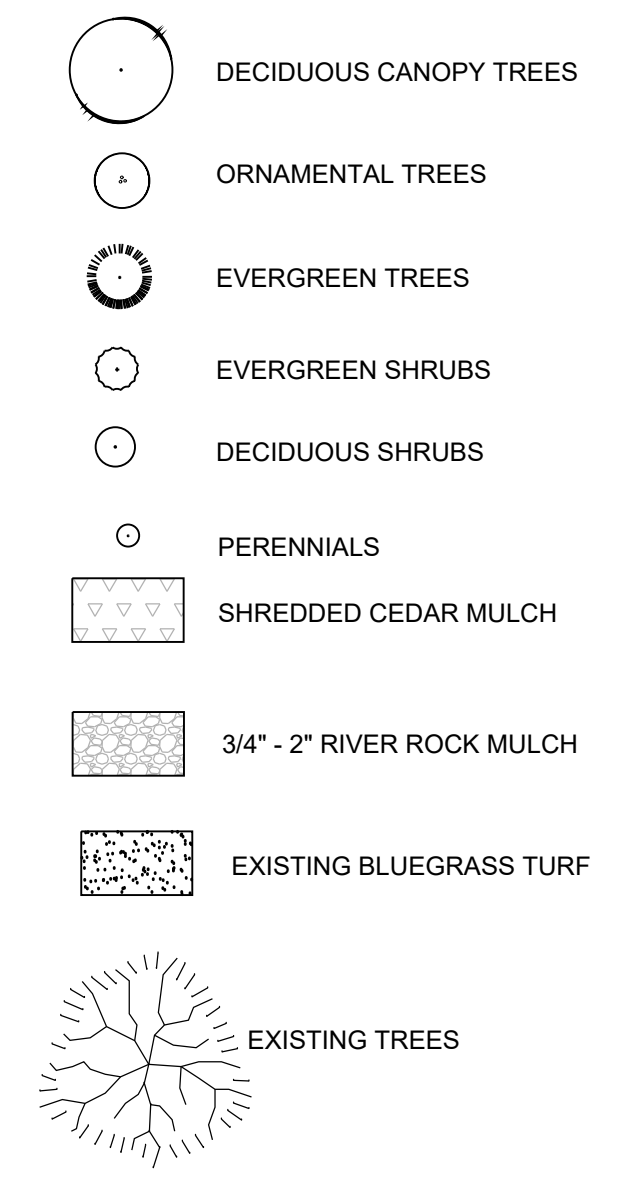 DECIDUOUS CANOPY TREES
ORNAMENTAL TREES
EVERGREEN TREES
EVERGREEN SHRUBS
DECIDUOUS SHRUBS
PERENNIALS
SHREDDED CEDAR MULCH
3/4" - 2" RIVER ROCK MULCH
EXISTING BLUEGRASS TURF
EXISTING TREES